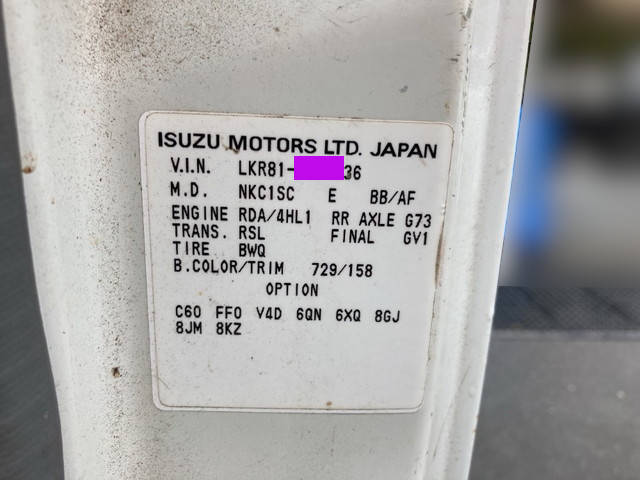 ISUZU MOTORS LTD. JAPAN
V.I.N. LKR81-36
M.D. NKC1SC E BB/AF
ENGINE RDA/4HL1 RR AXLE G73
TRANS. RSL FINAL GV1
TIRE BWQ
B.COLOR/TRIM 729/158
OPTION
C60 FF0 V4D 6QN 6XQ 8GJ
8JM 8KZ